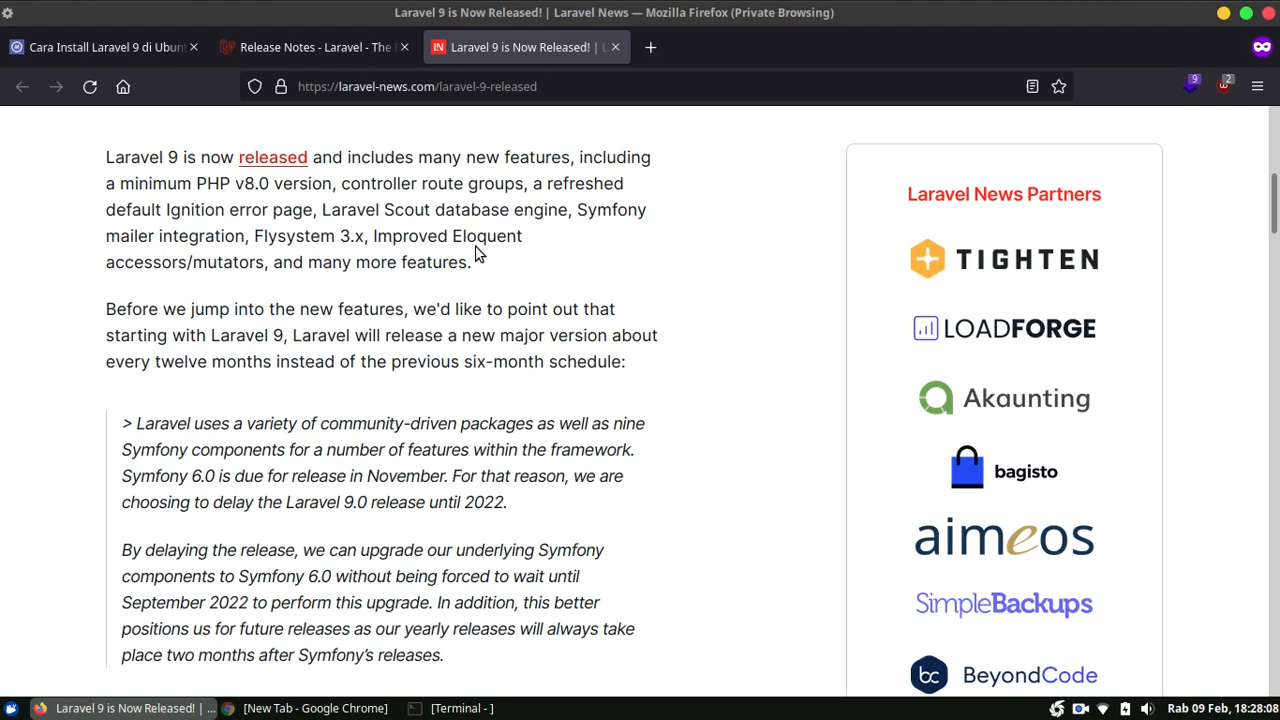 Laravel 9 is Now Released! | Laravel News — Mozilla Firefox (Private Browsing)
Cara Install Laravel 9 di Ubun
Release Notes - Laravel - The
LN Laravel 9 is Now Released! | L
https://laravel-news.com/laravel-9-released
9
2
Laravel 9 is now released and includes many new features, including
a minimum PHP v8.0 version, controller route groups, a refreshed
default Ignition error page, Laravel Scout database engine, Symfony
mailer integration, Flysystem 3.x, Improved Eloquent
accessors/mutators, and many more features.
Before we jump into the new features, we'd like to point out that
starting with Laravel 9, Laravel will release a new major version about
every twelve months instead of the previous six-month schedule:
> Laravel uses a variety of community-driven packages as well as nine
Symfony components for a number of features within the framework.
Symfony 6.0 is due for release in November. For that reason, we are
choosing to delay the Laravel 9.0 release until 2022.
By delaying the release, we can upgrade our underlying Symfony
components to Symfony 6.0 without being forced to wait until
September 2022 to perform this upgrade. In addition, this better
positions us for future releases as our yearly releases will always take
place two months after Symfony's releases.
Laravel News Partners
TIGHTEN
LOADFORGE
Akaunting
bagisto
aimeos
SimpleBackups
bc BeyondCode
Laravel 9 is Now Released! | ...
[New Tab - Google Chrome]
[Terminal - ]
Rab 09 Feb, 18:28:08